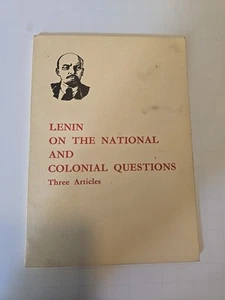 LENIN
ON THE NATIONAL
AND
COLONIAL QUESTIONS
Three Articles